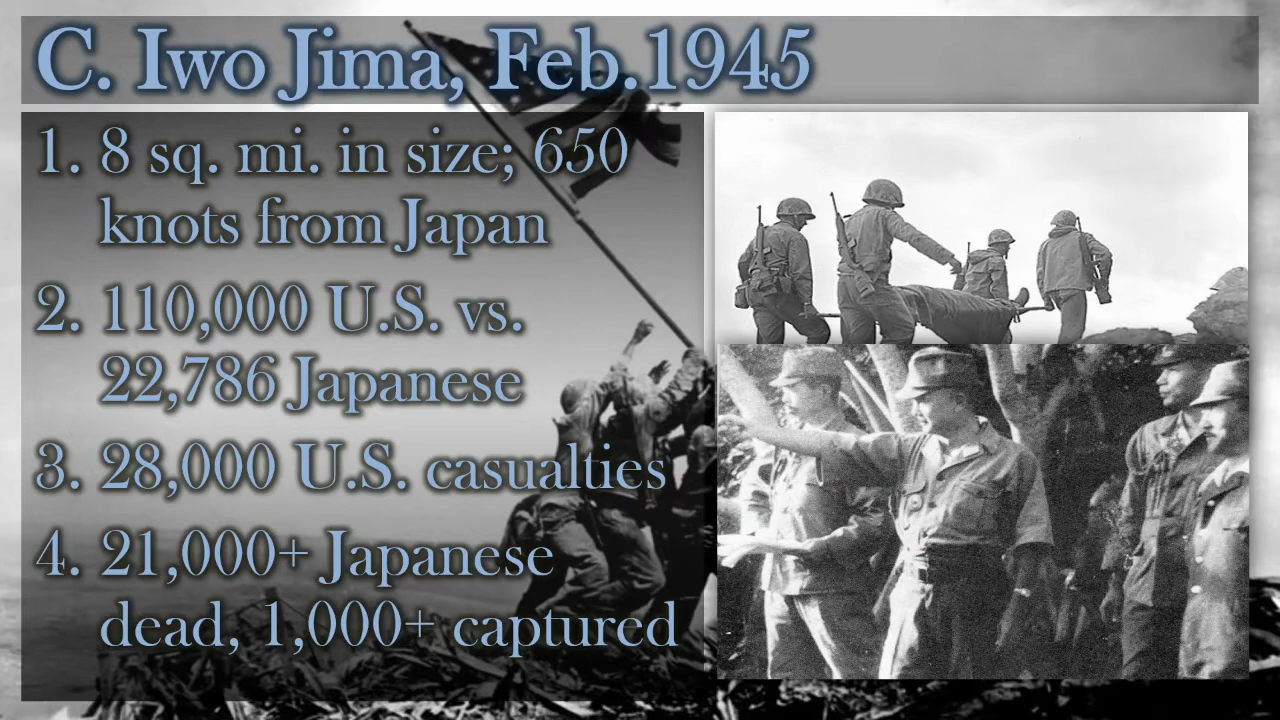 C. Iwo Jima, Feb.1945
1. 8 sq. mi. in size; 650
knots from Japan
2. 110,000 U.S. vs.
22,786 Japanese
3. 28,000 U.S. casualties
4. 21,000+ Japanese
dead, 1,000+ captured